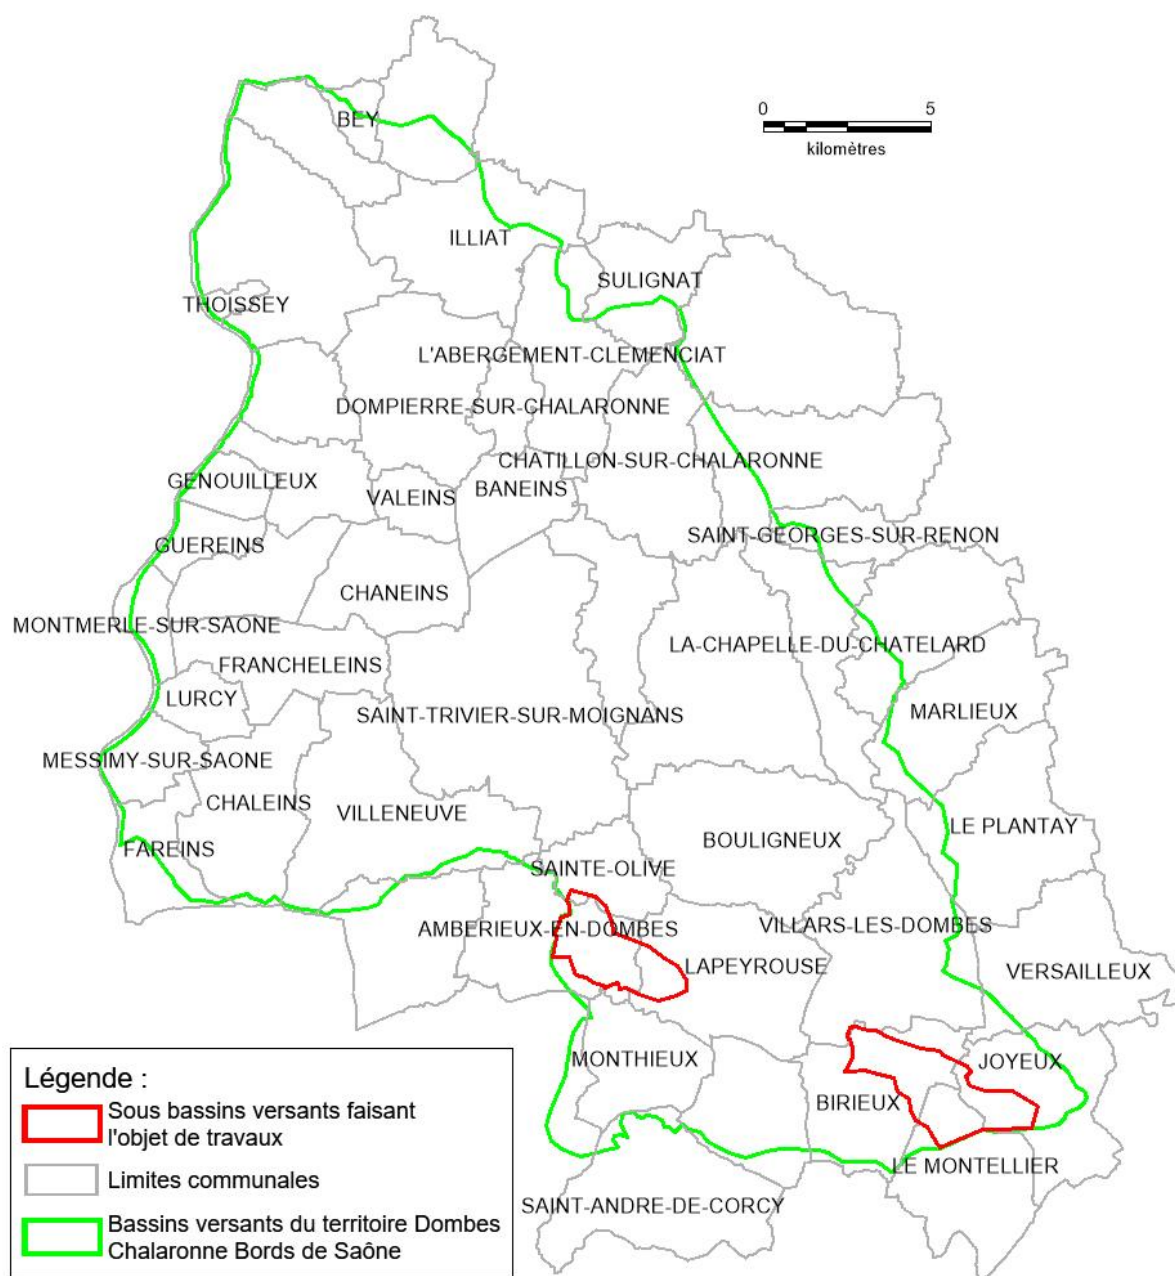 0 5
kilomètres
BEY
ILLIAT
SULIGNAT
THOISSEY
L'ABERGEMENT-CLEMENCIAT
DOMPIERRE-SUR-CHALARONNE
CHATILLON-SUR-CHALARONNE
GENOUILLEUX
VALEINS
BANEINS
SAINT-GEORGES-SUR-RENON
GUEREINS
CHANEINS
MONTMERLE-SUR-SAONE
LA-CHAPELLE-DU-CHATELARD
FRANCHELEINS
LURCY
MARLIEUX
SAINT-TRIVIER-SUR-MOIGNANS
MESSIMY-SUR-SAONE
CHALEINS
VILLENEUVE
LE PLANTAY
BOULIGNEUX
FAREINS
SAINTE-OLIVE
VILLARS-LES-DOMBES
AMBERIEUX-EN-DOMBES
LAPEYROUSE
VERSAILLEUX
MONTHIEUX
JOYEUX
BIRIEUX
LE MONTELLIER
SAINT-ANDRE-DE-CORCY
Légende :
Sous bassins versants faisant
l'objet de travaux
Limites communales
Bassins versants du territoire Dombes
Chalaronne Bords de Saône